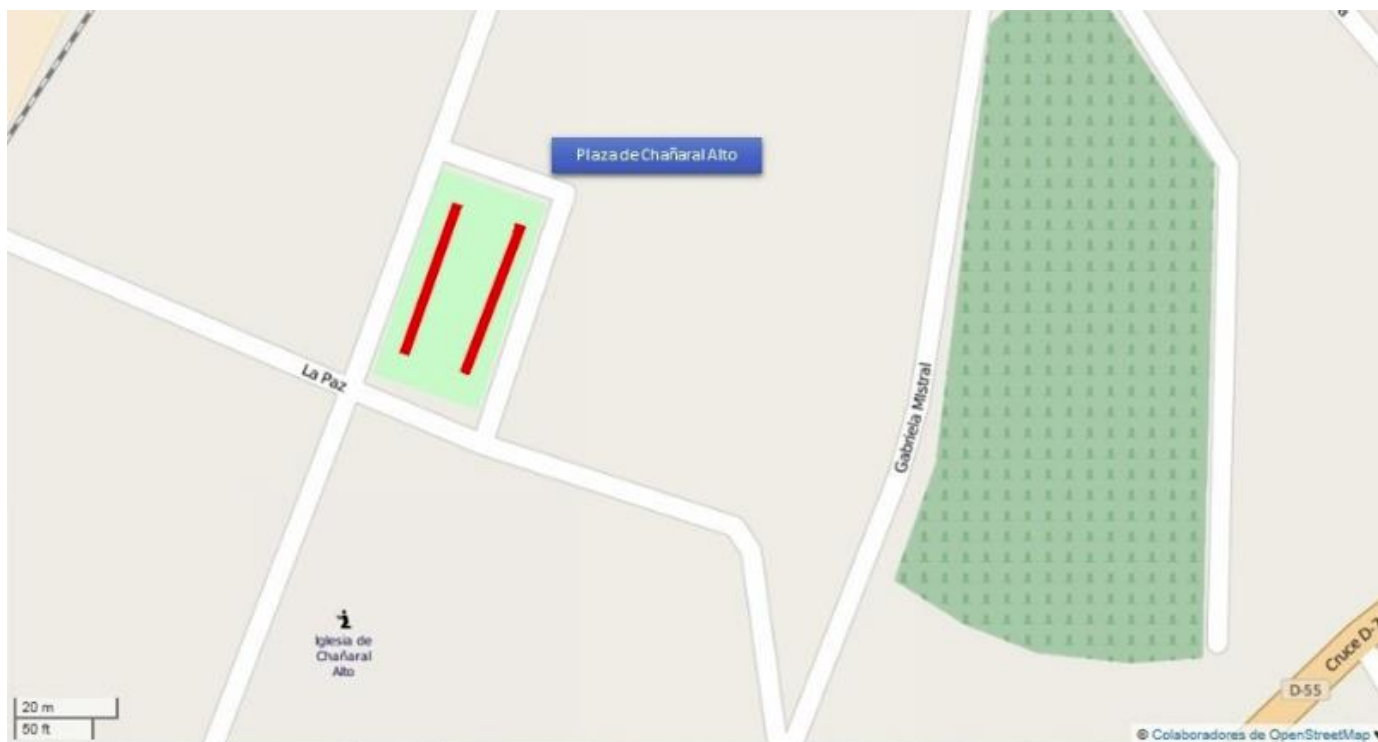 Plaza de Chañaral Alto
La Paz
Gabriela Mistral
Iglesia de
Chañaral
Alto
Cruce D-
D-55
20 m
50 ft
© Colaboradores de OpenStreetMap